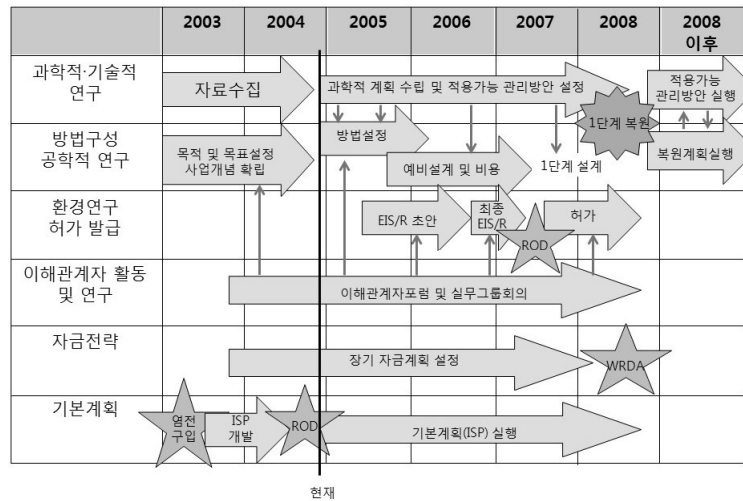 2003 2004 2005 2006 2007 2008 2008
이후
과학적·기술적
연구
자료수집
과학적 계획 수립 및 적용가능 관리방안 설정
적용가능
관리방안 실행
1단계 복원
방법구성
공학적 연구
목적 및 목표설정
사업개념 확립
방법설정
예비설계 및 비용
1단계 설계
복원계획실행
환경연구
허가 발급
EIS/R 초안
최종
EIS/R
ROD
허가
이해관계자 활동
및 연구
이해관계자포럼 및 실무그룹회의
자금전략
장기 자금계획 설정
WRDA
기본계획
염전
구입
ISP
개발
ROD
기본계획(ISP) 실행
현재